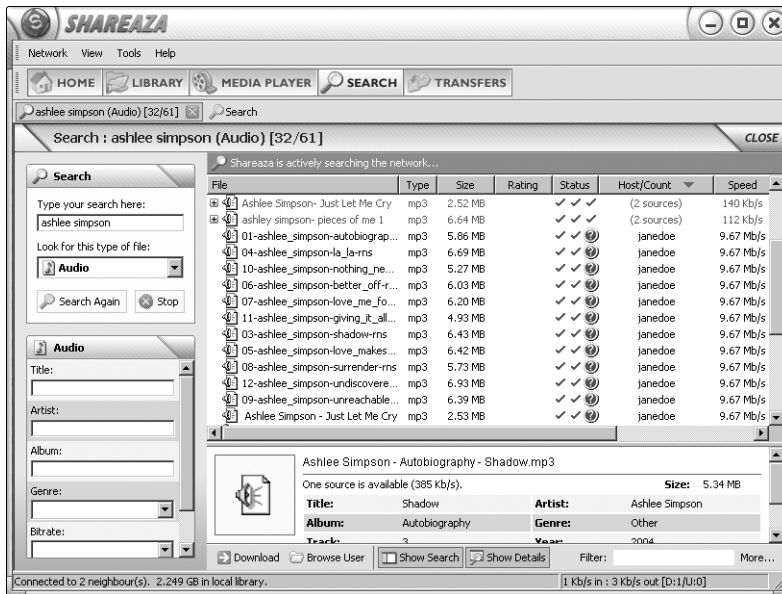 SHAREAZA
Network View Tools Help
HOME LIBRARY MEDIA PLAYER SEARCH TRANSFERS
ashlee simpson (Audio) [32/61] Search
Search : ashlee simpson (Audio) [32/61] CLOSE
Search
Type your search here:
ashlee simpson
Look for this type of file:
Audio
Search Again Stop
Audio
Title:
Artist:
Album:
Genre:
Bitrate:
Shareaza is actively searching the network...
File Type Size Rating Status Host/Count Speed
Ashlee Simpson- Just Let Me Cry mp3 2.52 MB (2 sources) 140 Kb/s
ashley simpson- pieces of me 1 mp3 6.64 MB (2 sources) 112 Kb/s
01-ashlee_simpson-autobiograp... mp3 5.86 MB janedoe 9.67 Mb/s
04-ashlee_simpson-la_la-rns mp3 6.69 MB janedoe 9.67 Mb/s
10-ashlee_simpson-nothing_ne... mp3 5.27 MB janedoe 9.67 Mb/s
06-ashlee_simpson-better_off-r... mp3 6.03 MB janedoe 9.67 Mb/s
07-ashlee_simpson-love_me_fo... mp3 6.20 MB janedoe 9.67 Mb/s
11-ashlee_simpson-giving_it_all... mp3 4.93 MB janedoe 9.67 Mb/s
03-ashlee_simpson-shadow-rns mp3 6.43 MB janedoe 9.67 Mb/s
05-ashlee_simpson-love_makes... mp3 6.42 MB janedoe 9.67 Mb/s
08-ashlee_simpson-surrender-rns mp3 5.73 MB janedoe 9.67 Mb/s
12-ashlee_simpson-undiscovere... mp3 6.93 MB janedoe 9.67 Mb/s
09-ashlee_simpson-unreachable... mp3 6.39 MB janedoe 9.67 Mb/s
Ashlee Simpson - Just Let Me Cry mp3 2.53 MB janedoe 9.67 Mb/s
Ashlee Simpson - Autobiography - Shadow.mp3
One source is available (385 Kb/s). Size: 5.34 MB
Title: Shadow Artist: Ashlee Simpson
Album: Autobiography Genre: Other
Track: 3 Year: 2004
Download Browse User Show Search Show Details Filter: More...
Connected to 2 neighbour(s). 2.249 GB in local library. 1 Kb/s in : 3 Kb/s out [D:1/U:0]